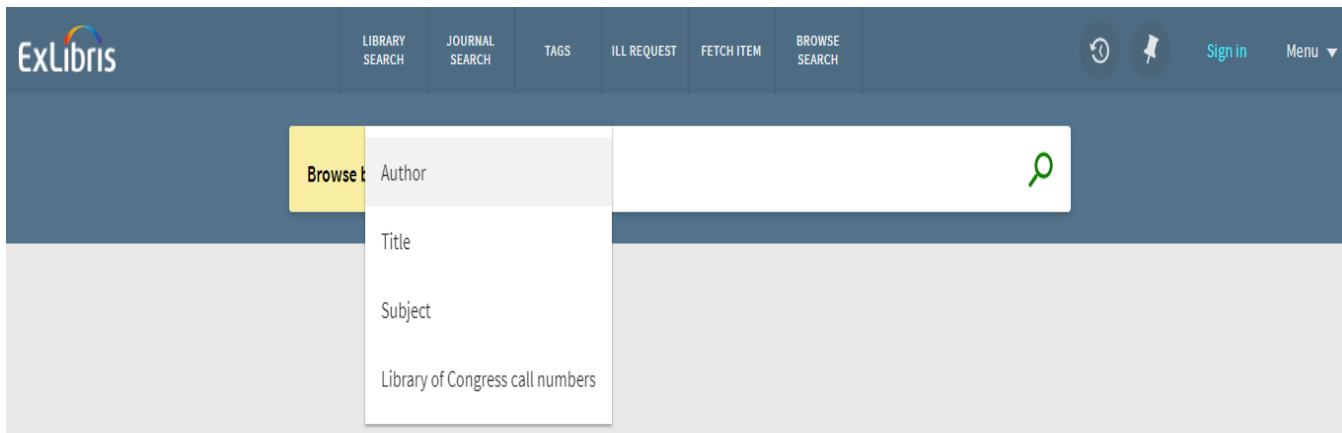 ExLibris
LIBRARY SEARCH
JOURNAL SEARCH
TAGS
ILL REQUEST
FETCH ITEM
BROWSE SEARCH
Sign in
Menu
Browse
Author
Title
Subject
Library of Congress call numbers